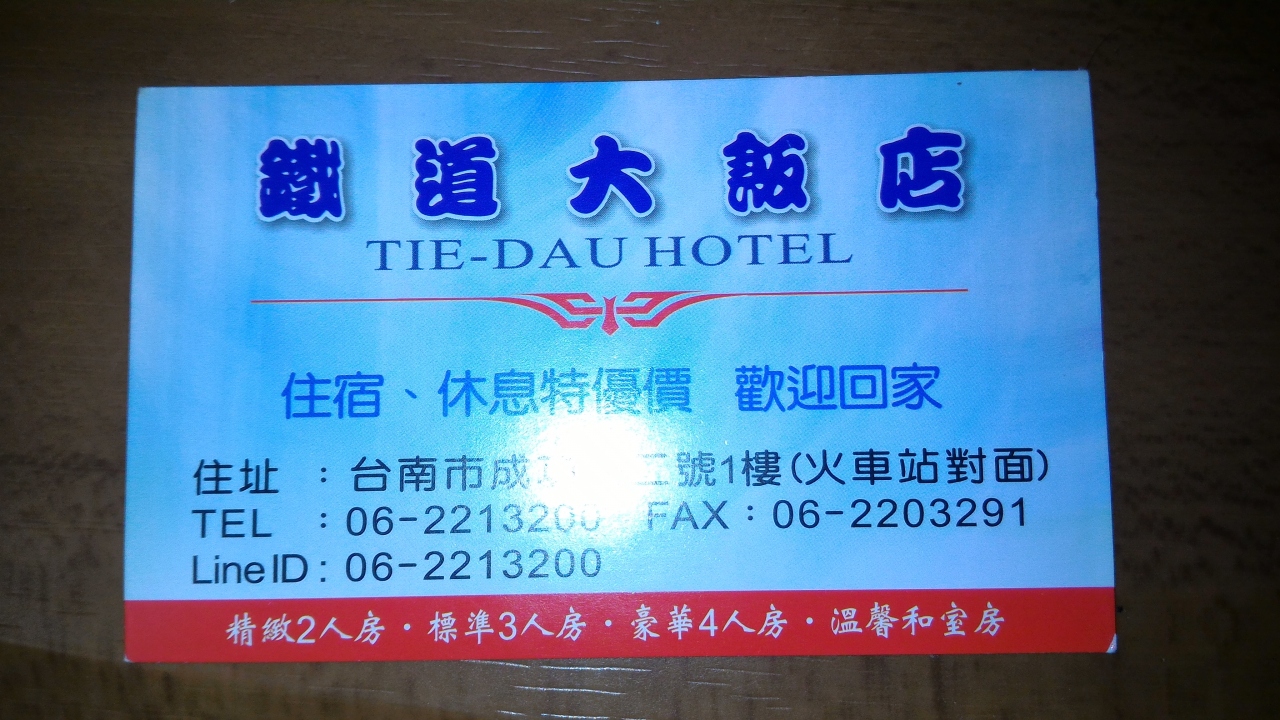 鐵道大飯店
TIE-DAU HOTEL
住宿、休息特優價 歡迎回家
住址：台南市成 號1樓(火車站對面)
TEL：06-2213200 FAX：06-2203291
Line ID：06-2213200
精緻2人房・標準3人房・豪華4人房・溫馨和室房